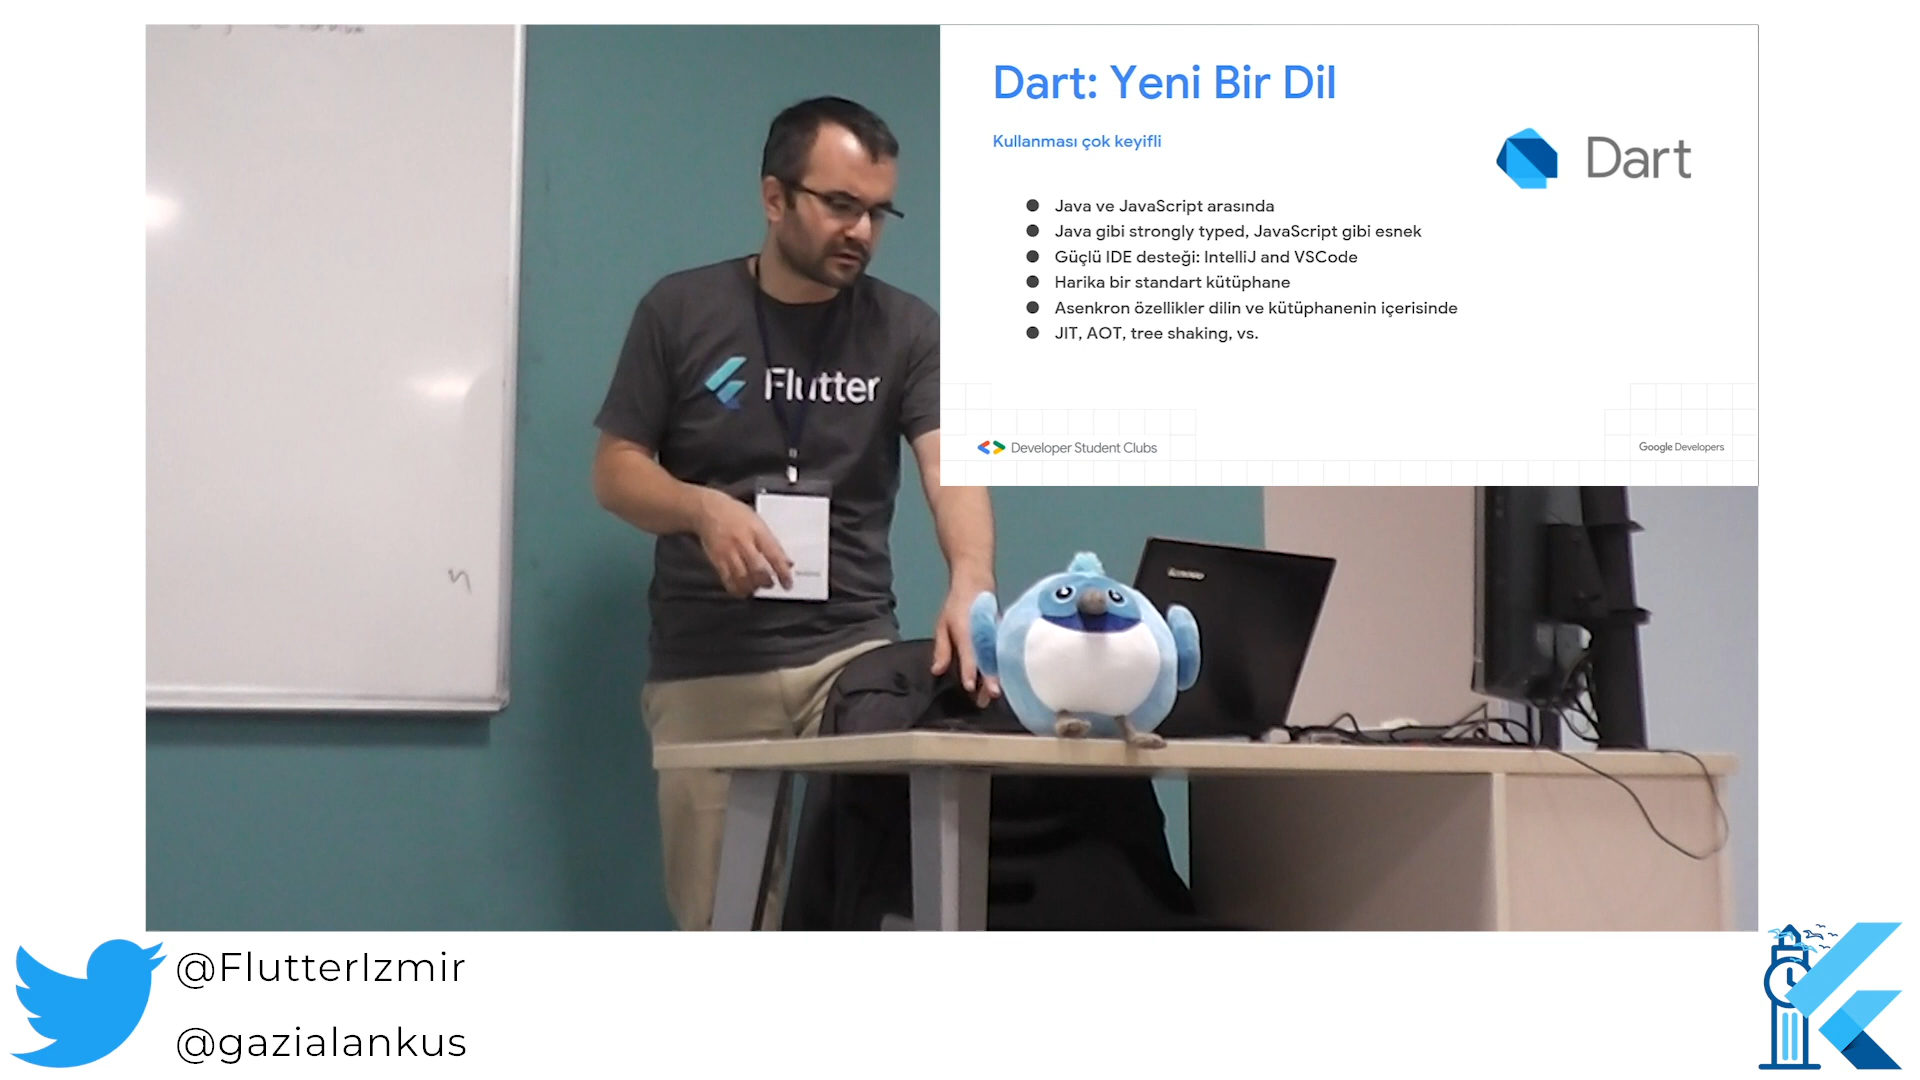 Dart: Yeni Bir Dil
Kullanması çok keyifli
Dart
Java ve JavaScript arasında
Java gibi strongly typed, JavaScript gibi esnek
Güçlü IDE desteği: IntelliJ and VSCode
Harika bir standart kütüphane
Asenkron özellikler dilin ve kütüphanenin içerisinde
JIT, AOT, tree shaking, vs.
Developer Student Clubs
Google Developers
Flutter
lenovo
@FlutterIzmir
@gazialankus